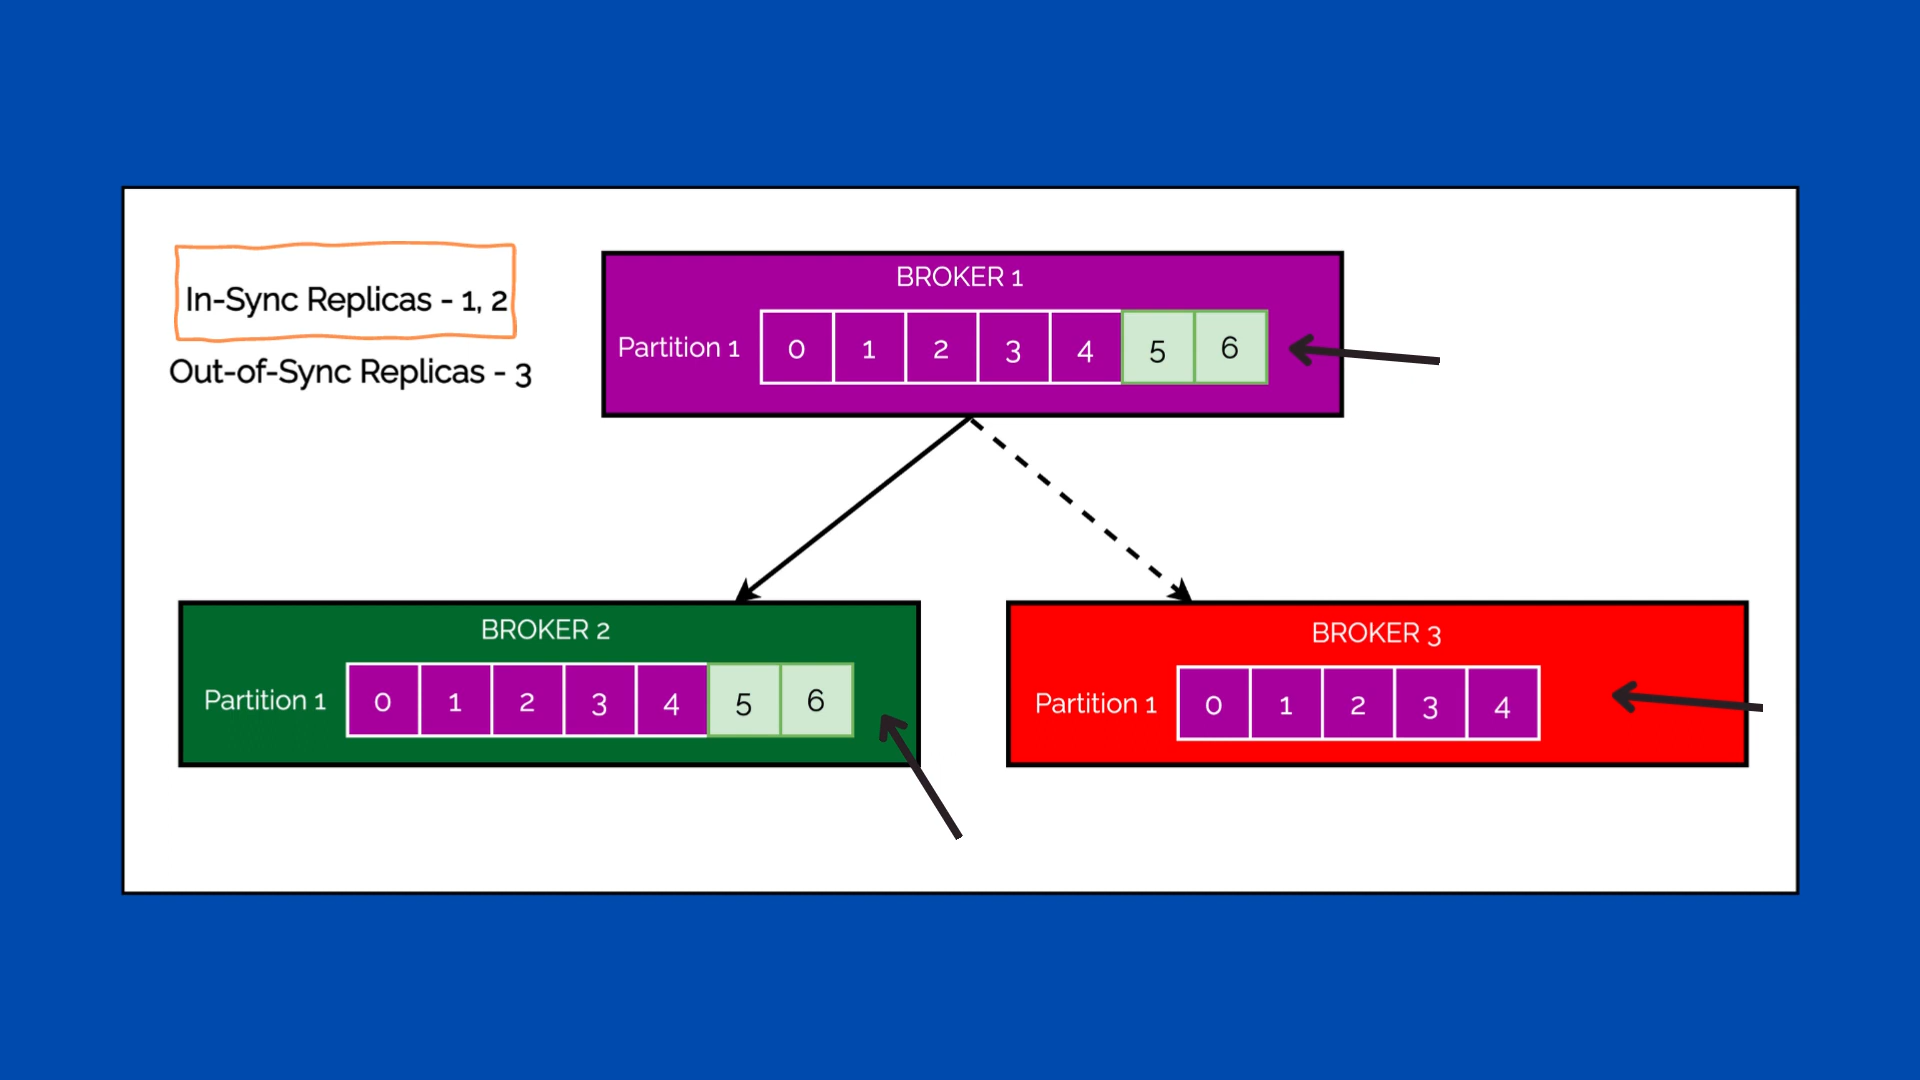 In-Sync Replicas - 1, 2
Out-of-Sync Replicas - 3
BROKER 1
Partition 1 0 1 2 3 4 5 6
BROKER 2
Partition 1 0 1 2 3 4 5 6
BROKER 3
Partition 1 0 1 2 3 4